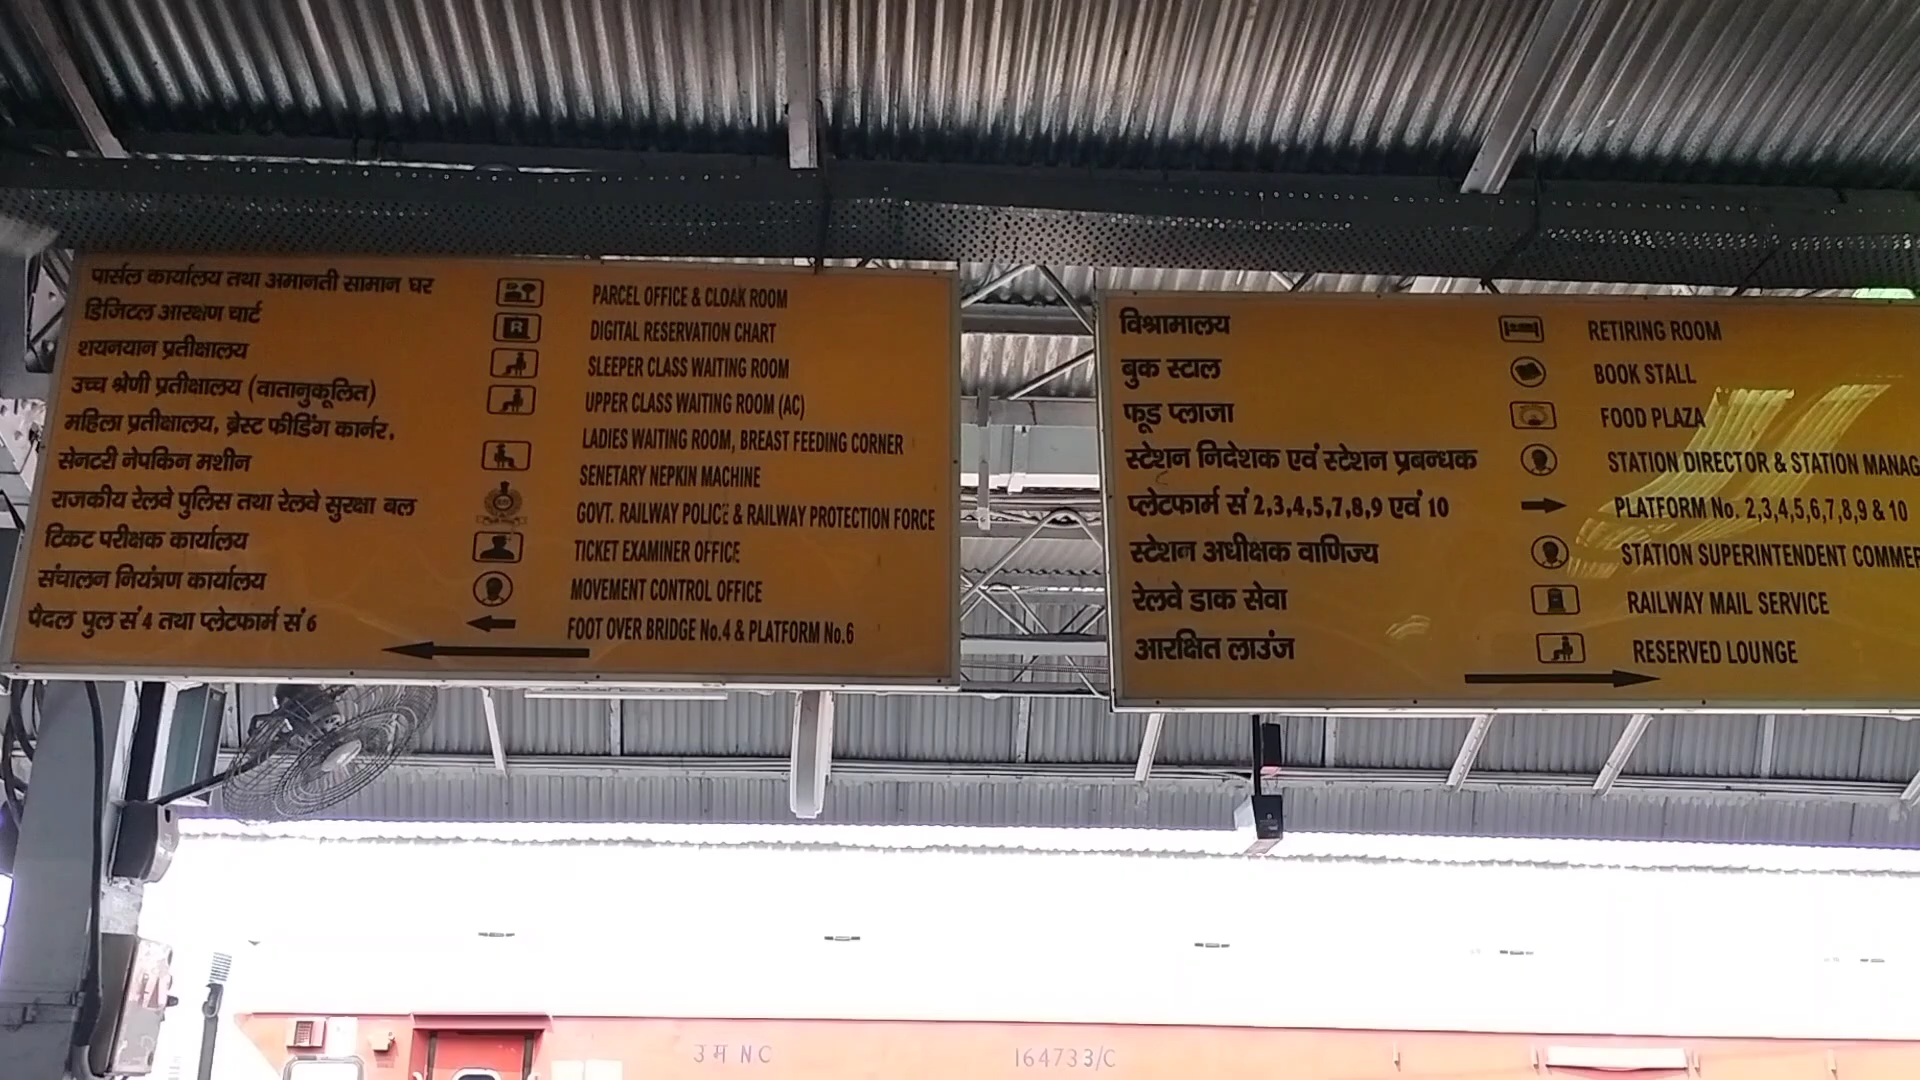 पार्सल कार्यालय तथा अमानती सामान घर
PARCEL OFFICE & CLOAK ROOM
डिजिटल आरक्षण चार्ट
R
DIGITAL RESERVATION CHART
शयनयान प्रतीक्षालय
SLEEPER CLASS WAITING ROOM
उच्च श्रेणी प्रतीक्षालय (वातानुकूलित)
UPPER CLASS WAITING ROOM (AC)
महिला प्रतीक्षालय, ब्रेस्ट फीडिंग कार्नर,
LADIES WAITING ROOM, BREAST FEEDING CORNER
सेनटरी नेपकिन मशीन
SENETARY NEPKIN MACHINE
राजकीय रेलवे पुलिस तथा रेलवे सुरक्षा बल
GOVT. RAILWAY POLICE & RAILWAY PROTECTION FORCE
टिकट परीक्षक कार्यालय
TICKET EXAMINER OFFICE
संचालन नियंत्रण कार्यालय
MOVEMENT CONTROL OFFICE
पैदल पुल सं 4 तथा प्लेटफार्म सं 6
FOOT OVER BRIDGE No.4 & PLATFORM No.6
विश्रामालय
RETIRING ROOM
बुक स्टाल
BOOK STALL
फूड प्लाजा
FOOD PLAZA
स्टेशन निदेशक एवं स्टेशन प्रबन्धक
STATION DIRECTOR & STATION MANAG
प्लेटफार्म सं 2,3,4,5,7,8,9 एवं 10
PLATFORM No. 2,3,4,5,6,7,8,9 & 10
स्टेशन अधीक्षक वाणिज्य
STATION SUPERINTENDENT COMMER
रेलवे डाक सेवा
RAILWAY MAIL SERVICE
आरक्षित लाउंज
RESERVED LOUNGE
उ म NC
164733/C